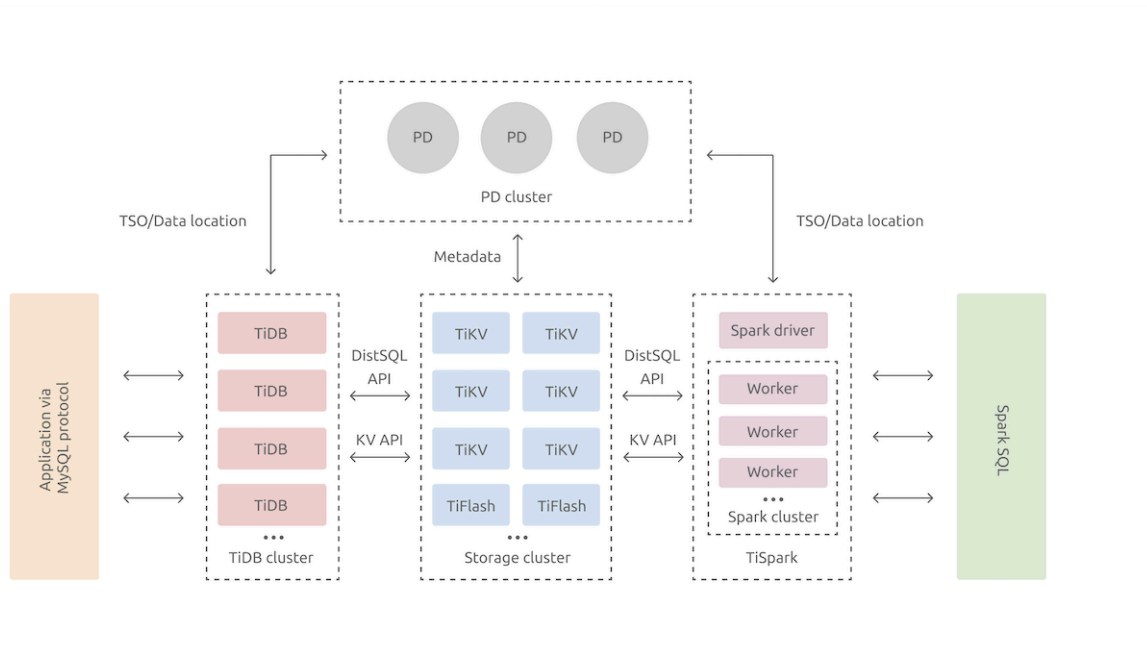 PD PD PD
PD cluster
TSO/Data location
TSO/Data location
Metadata
Application via
MySQL protocol
TiDB
TiDB
TiDB
TiDB
•••
TiDB cluster
DistSQL
API
KV API
TiKV TiKV
TiKV TiKV
TiKV TiKV
TiFlash TiFlash
•••
Storage cluster
DistSQL
API
KV API
Spark driver
Worker
Worker
Worker
•••
Spark cluster
TiSpark
Spark SQL